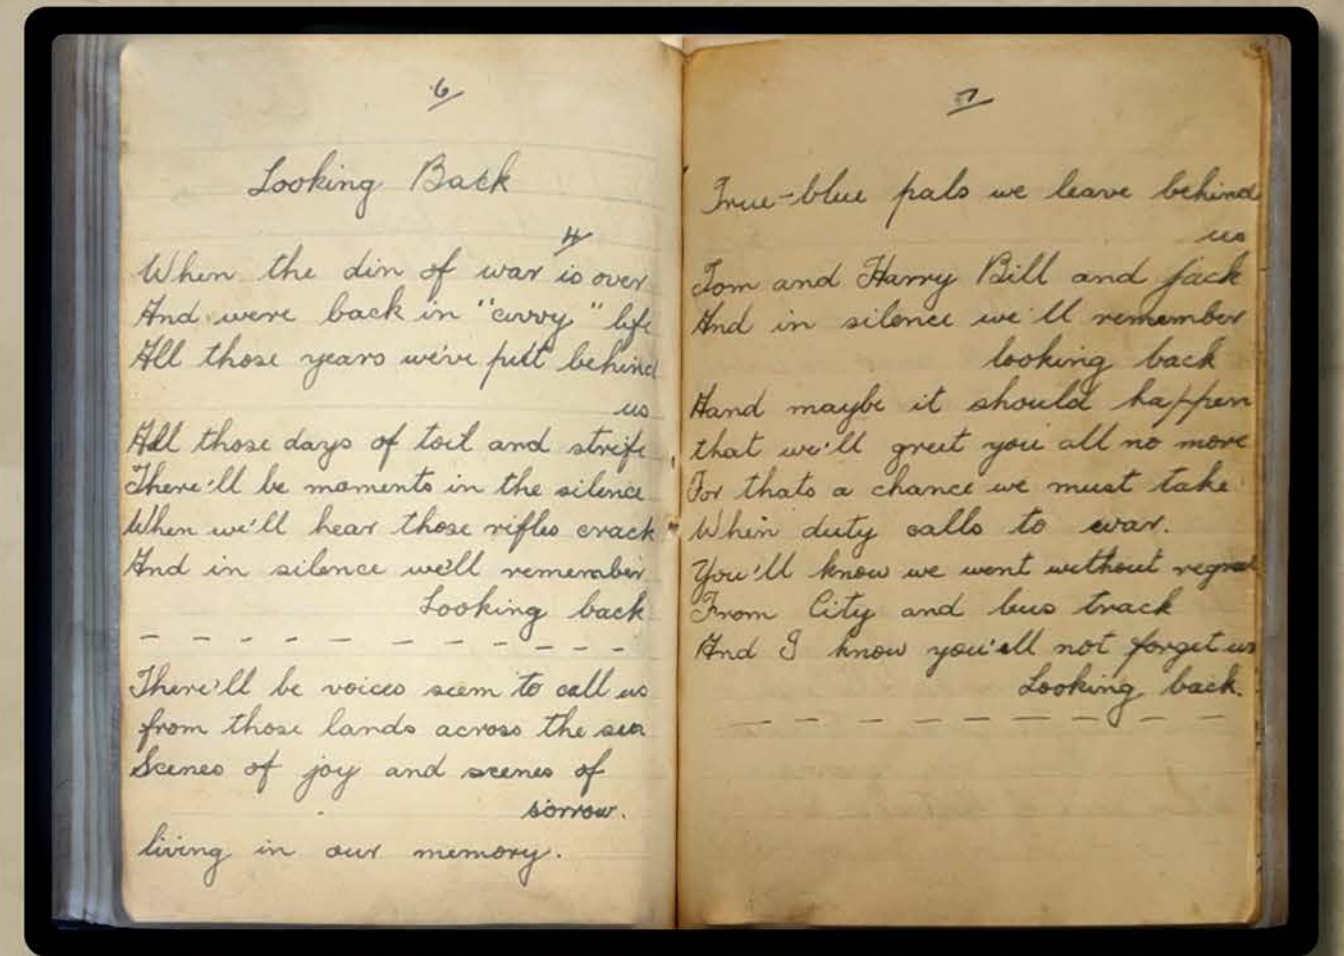 6
Looking Back
4
When the din of war is over
And were back in "civvy" life
All those years we've putt behind
us
All those days of toil and strife
There'll be moments in the silence
When we'll hear those rifles crack
And in silence we'll remember
Looking back
There'll be voices seem to call us
from those lands across the sea
Scenes of joy and scenes of
sorrow.
living in our memory.
7
True-blue pals we leave behind
us
Tom and Harry Bill and Jack
And in silence we'll remember
looking back
Hand maybe it should happen
that we'll greet you all no more
For thats a chance we must take
When duty calls to war.
You'll know we went without regret
From City and bus track
And I know you'll not forget us
Looking back.